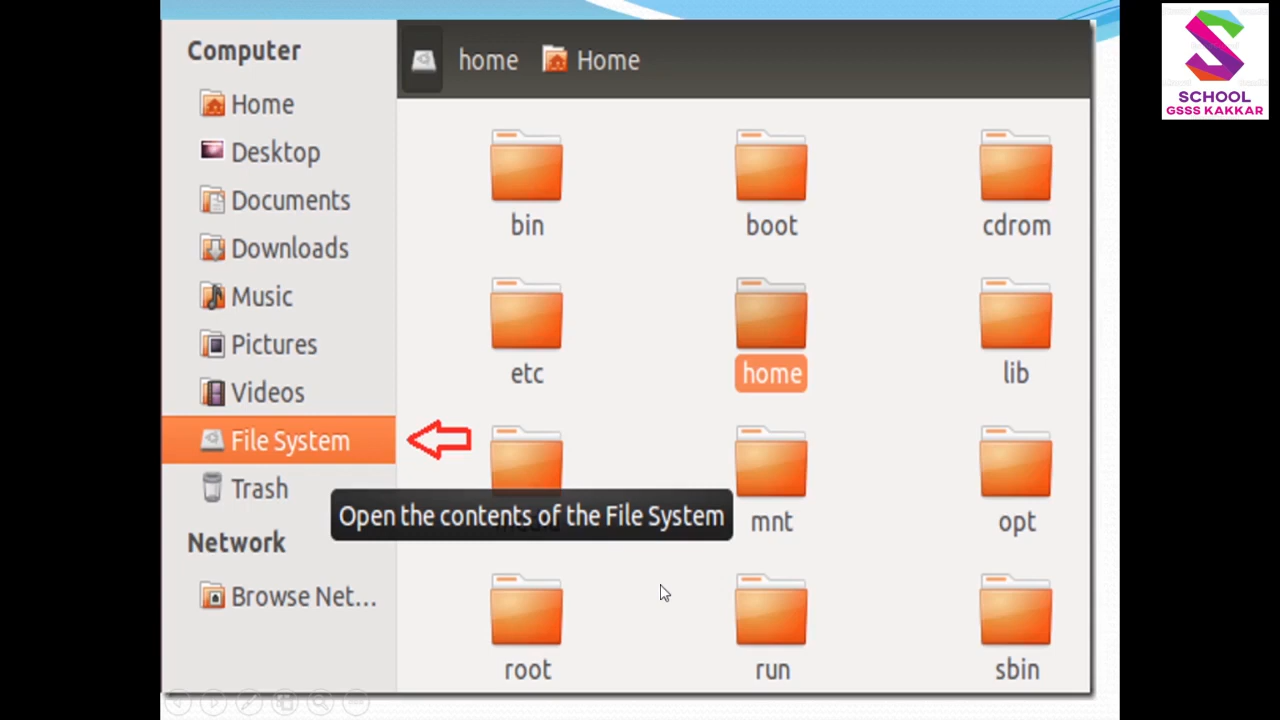 Computer
Home
Desktop
Documents
Downloads
Music
Pictures
Videos
File System
Trash
Network
Browse Net...
home Home
bin boot cdrom
etc home lib
Open the contents of the File System
mnt opt
root run sbin
SCHOOL
GSSS KAKKAR